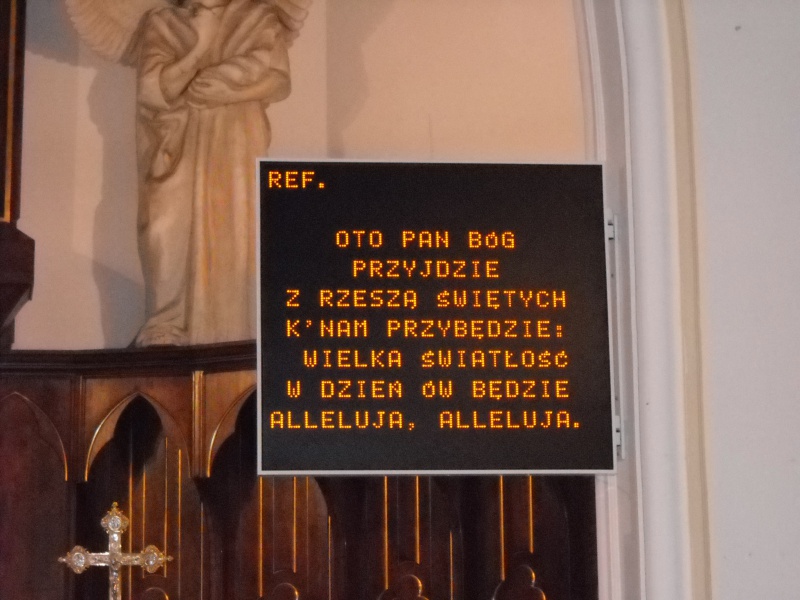 REF.
OTO PAN BÓG
PRZYJDZIE
Z RZESZĄ ŚWIĘTYCH
K'NAM PRZYBĘDZIE:
WIELKA ŚWIATŁOŚĆ
W DZIEŃ ÓW BĘDZIE
ALLELUJA, ALLELUJA.